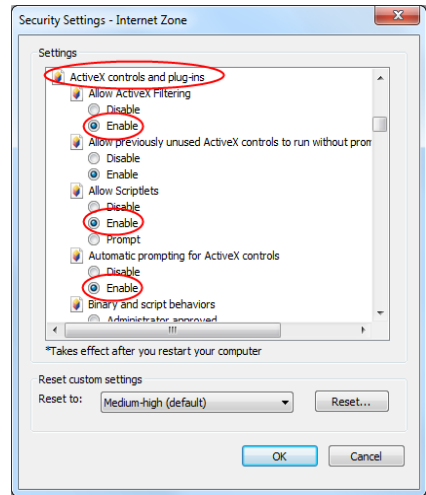 Security Settings - Internet Zone
Settings
ActiveX controls and plug-ins
Allow ActiveX Filtering
Disable
Enable
Allow previously unused ActiveX controls to run without prom
Disable
Enable
Allow Scriptlets
Disable
Enable
Prompt
Automatic prompting for ActiveX controls
Disable
Enable
Binary and script behaviors
Administrator approved
*Takes effect after you restart your computer
Reset custom settings
Reset to: Medium-high (default) Reset...
OK Cancel